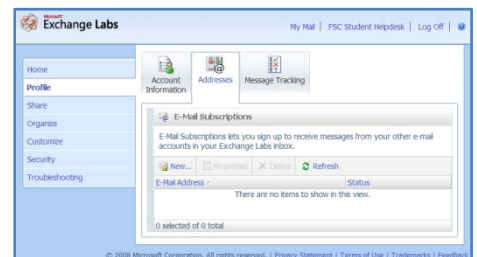 Microsoft
Exchange Labs
My Mail | FSC Student Helpdesk | Log Off |
Home
Profile
Share
Organize
Customize
Security
Troubleshooting
Account Information
Addresses
Message Tracking
E-Mail Subscriptions
E-Mail Subscriptions lets you sign up to receive messages from your other e-mail
accounts in your Exchange Labs inbox.
New... Properties Delete Refresh
E-Mail Address Status
There are no items to show in this view.
0 selected of 0 total
© 2008 Microsoft Corporation. All rights reserved. | Privacy Statement | Terms of Use | Trademarks | Feedback